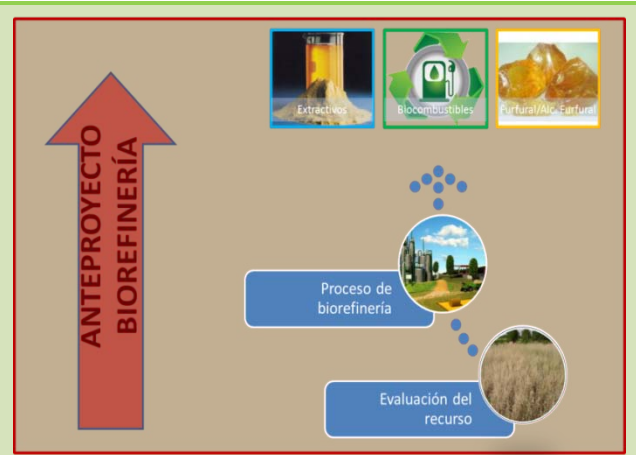 ANTEPROYECTO
BIOREFINERÍA
Extractivos
Biocombustibles
Furfural/Alc. Furfural
Proceso de
biorefinería
Evaluación del
recurso